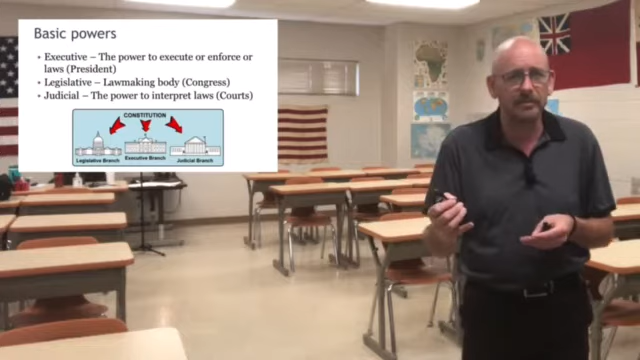 Basic powers
• Executive – The power to execute or enforce or
laws (President)
• Legislative – Lawmaking body (Congress)
• Judicial – The power to interpret laws (Courts)
CONSTITUTION
Legislative Branch
Executive Branch
Judicial Branch